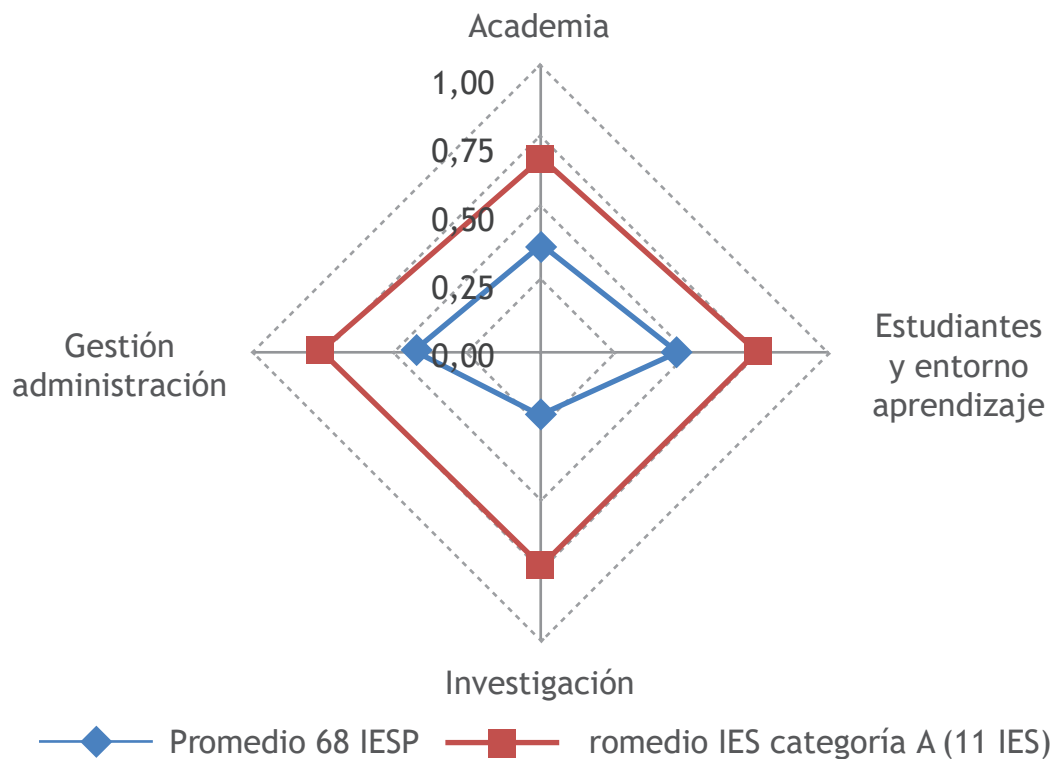 Academia
1,00
0,75
0,50
0,25
0,00
Estudiantes
y entorno
aprendizaje
Gestión
administración
Investigación
Promedio 68 IESP
romedio IES categoría A (11 IES)